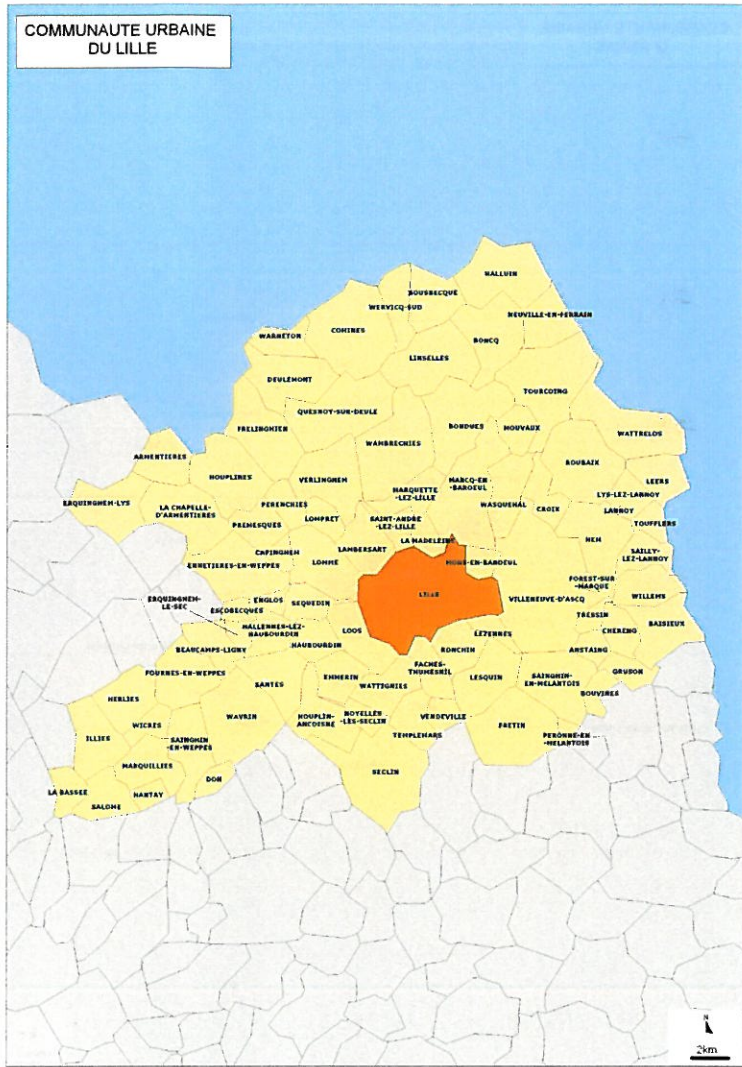 COMMUNAUTE URBAINE
DU LILLE
HALLUIN
BOUSBECQUE
WERVICQ-SUD
NEUVILLE-EN-FERRAIN
COMINES
WARNETON
RONCQ
LINSELLES
DEULEMONT
TOURCOING
QUESNOY-SUR-DEULE
FRELINGHIEN
BONDUES
MOUVAUX
WATTRELOS
WAMBRECHIES
ARMENTIERES
ROUBAIX
HOUPLINES
VERLINGHEM
MARCQ-EN
-BAROEUL
LEERS
MARQUETTE
-LEZ-LILLE
LYS-LEZ-LANNOY
ERQUINGHEM-LYS
LA CHAPELLE-
D'ARMENTIERES
PERENCHIES
WASQUEHAL
CROIX
LANNOY
LOMPRET
SAINT-ANDRE
-LEZ-LILLE
PREMESQUES
TOUFFLERS
LA MADELEINE
HEM
CAPINGHEM
LAMBERSART
SAILLY-
LEZ-LANNOY
ENNETIERES-EN-WEPPES
LOMME
MONS-EN-BAROEUL
FOREST-SUR
-MARQUE
LILLE
WILLEMS
ERQUINGHEM-
LE-SEC
ENGLOS
SEQUEDIN
VILLENEUVE-D'ASCQ
ESCOBECQUES
TRESSIN
BAISIEUX
HALLENNES-LEZ-
HAUBOURDIN
LOOS
LEZENNES
CHERENG
HAUBOURDIN
BEAUCAMPS-LIGNY
RONCHIN
ANSTAING
FACHES-
THUMESNIL
FOURNES-EN-WEPPES
EMMERIN
LESQUIN
SAINGHIN-
EN-MELANTOIS
GRUSON
SANTES
WATTIGNIES
BOUVINES
HERLIES
WICRES
WAVRIN
HOUPLIN-
ANCOISNE
NOYELLES
-LÈS-SECLIN
VENDEVILLE
FRETIN
ILLIES
SAINGHIN
-EN-WEPPES
TEMPLEMARS
PERONNE-EN
-MELANTOIS
MARQUILLIES
SECLIN
DON
LA BASSEE
HANTAY
SALOME
N
2km